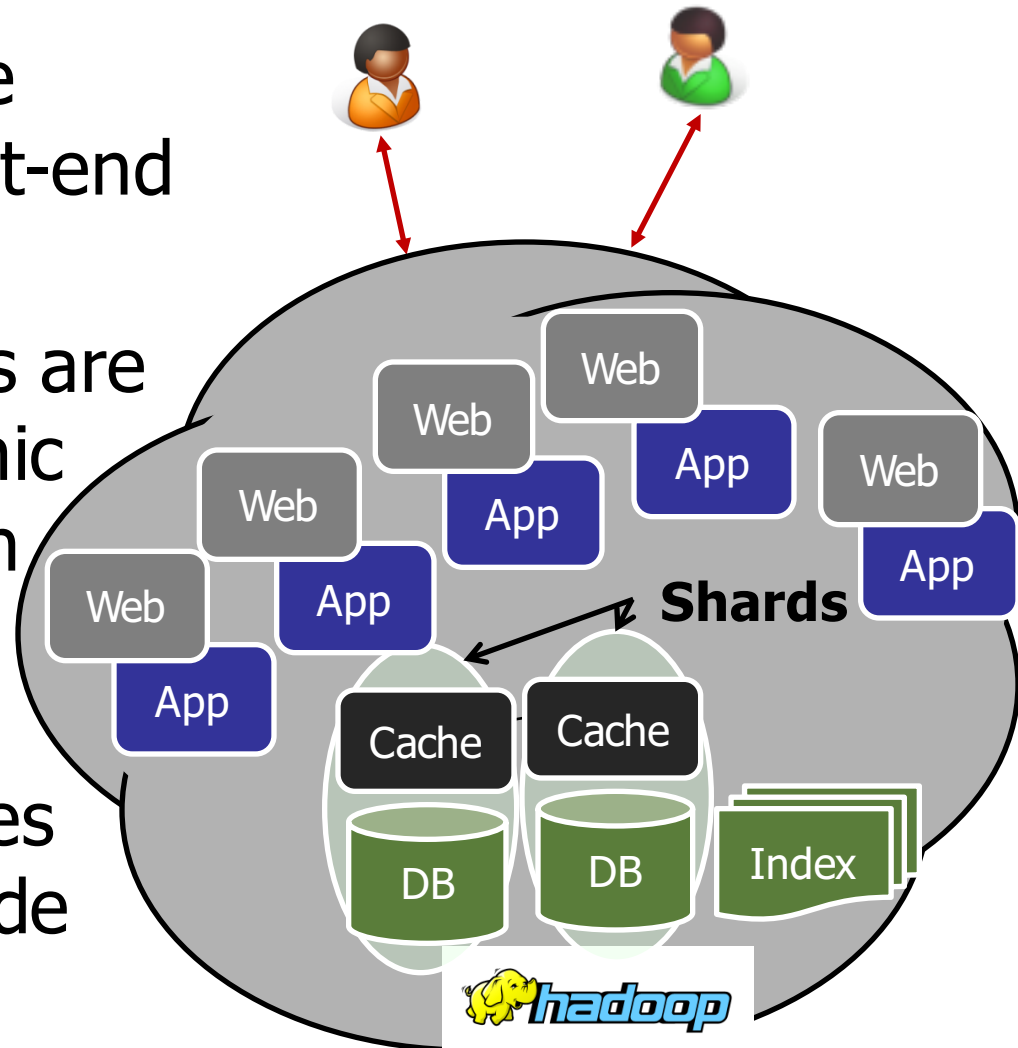 e
t-end
s are
nic
n
es
de
Web
Web
Web
Web
Web
App
App
App
App
App
Shards
Cache
Cache
DB
DB
Index
hadoop